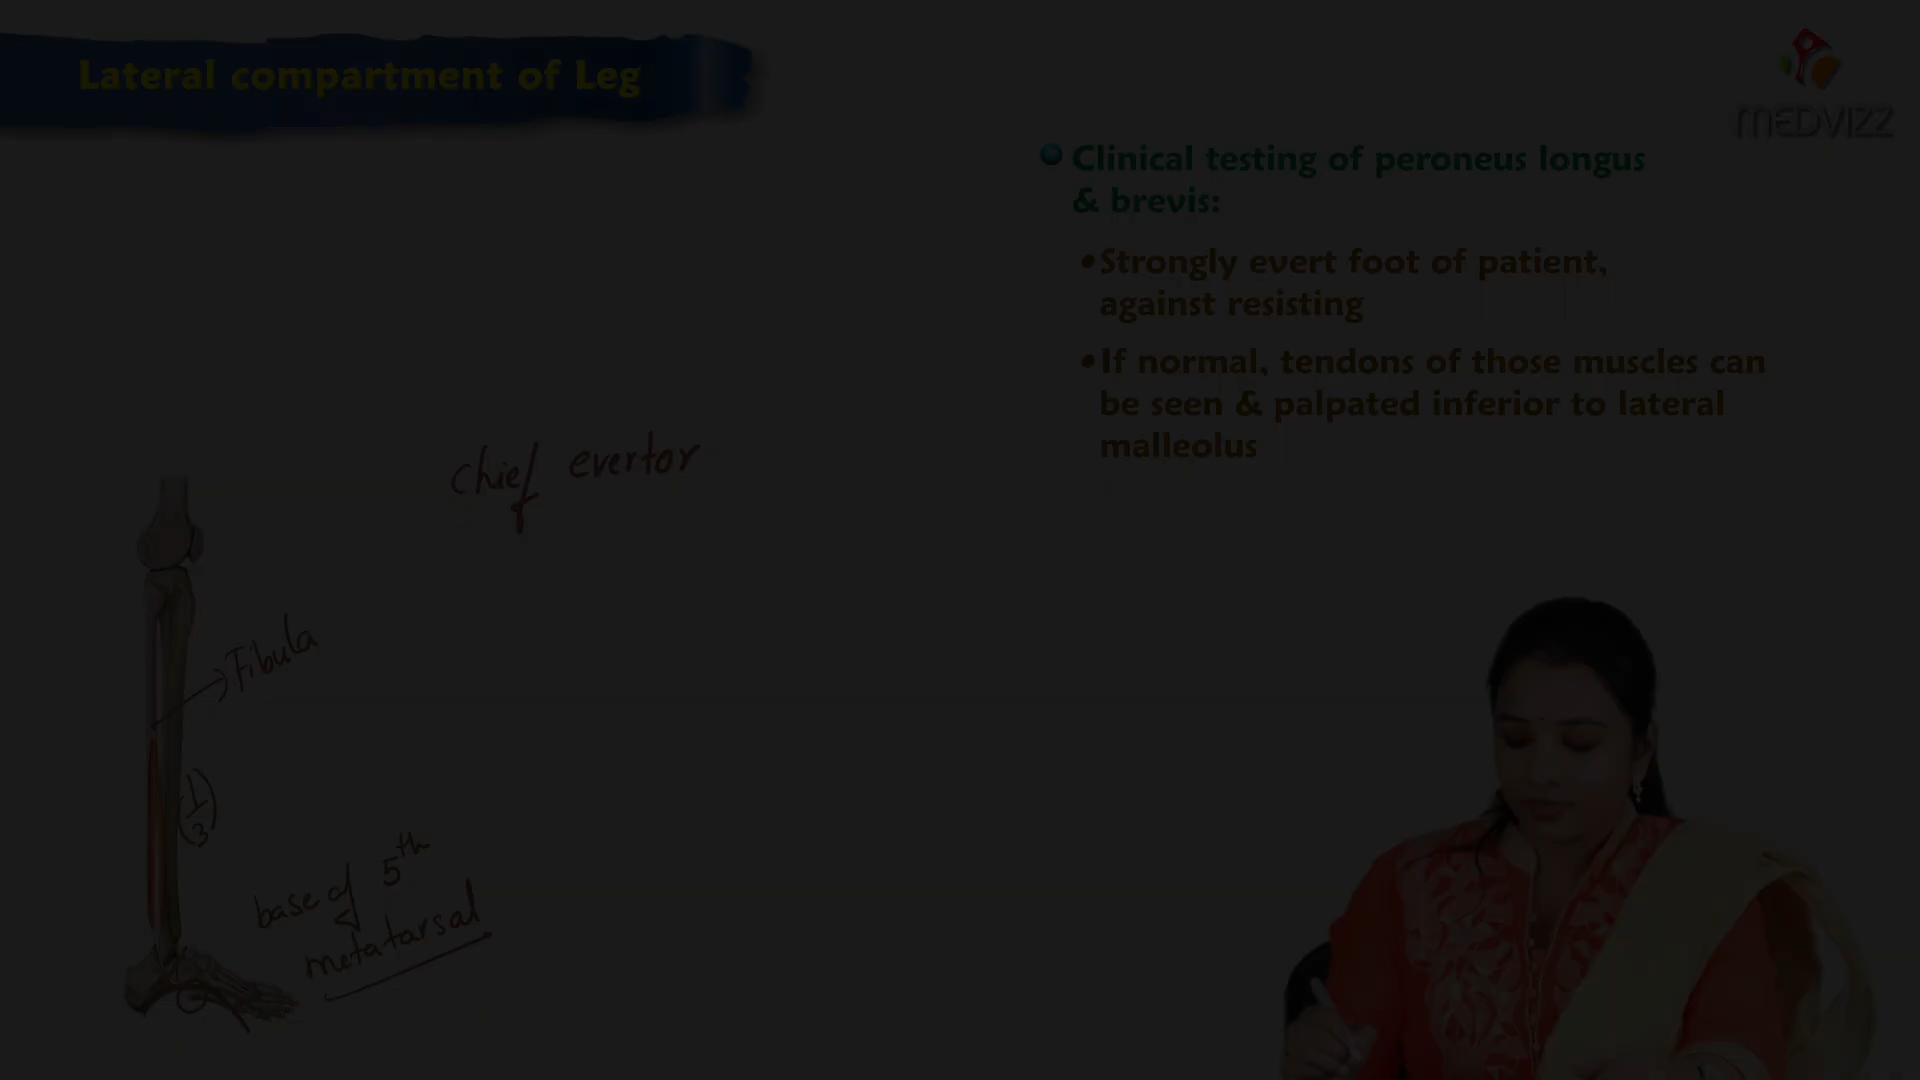 Lateral compartment of Leg
MEDVIZZ
Clinical testing of peroneus longus
& brevis:
•Strongly evert foot of patient,
against resisting
•If normal, tendons of those muscles can
be seen & palpated inferior to lateral
malleolus
chief evertor
Fibula
(1/3)
base of 5th
metatarsal